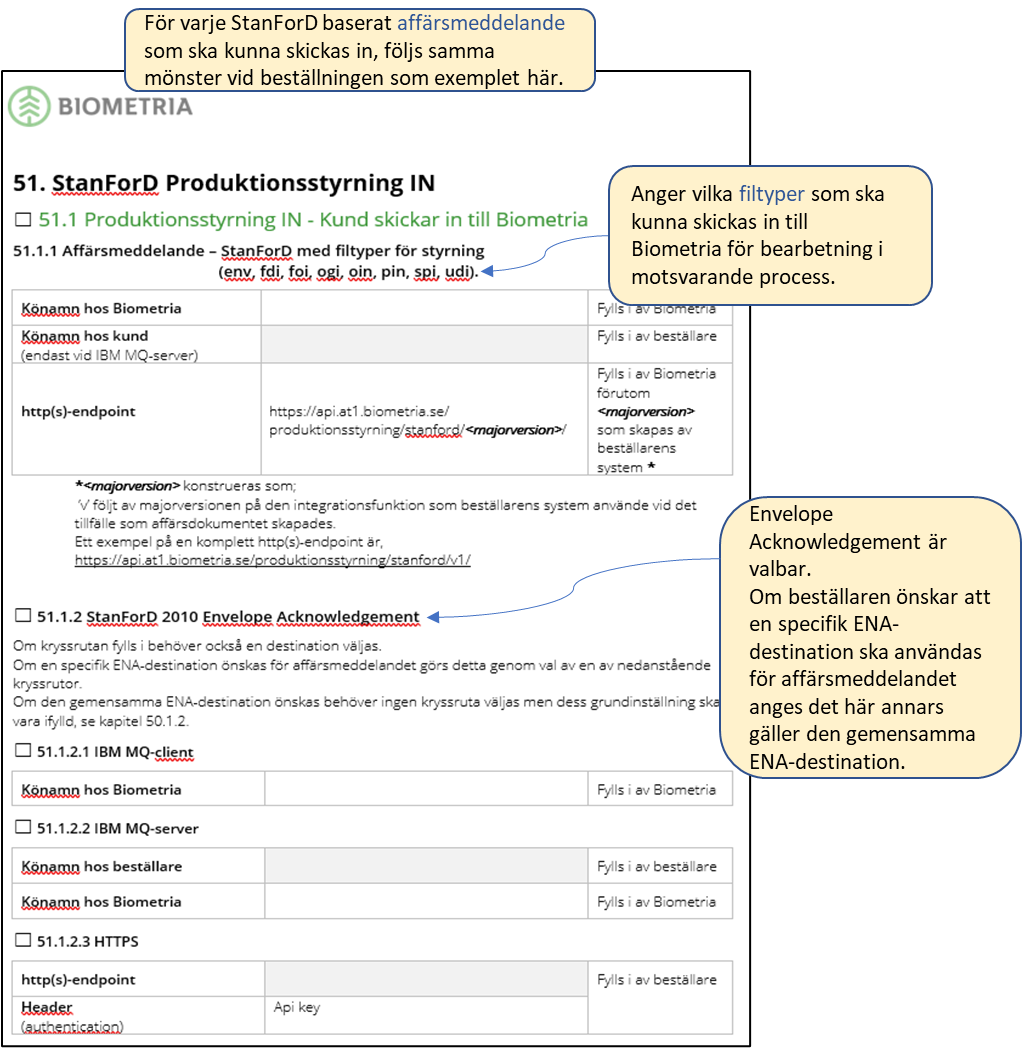 För varje StanForD baserat affärsmeddelande
som ska kunna skickas in, följs samma
mönster vid beställningen som exemplet här.
BIOMETRIA
51. StanForD Produktionsstyrning IN
☐ 51.1 Produktionsstyrning IN - Kund skickar in till Biometria
51.1.1 Affärsmeddelande – StanForD med filtyper för styrning
(env, fdi, foi, ogi, oin, pin, spi, udi).
Anger vilka filtyper som ska
kunna skickas in till
Biometria för bearbetning i
motsvarande process.
Könamn hos Biometria
Fylls i av Biometria
Könamn hos kund
(endast vid IBM MQ-server)
Fylls i av beställare
http(s)-endpoint
https://api.at1.biometria.se/
produktionsstyrning/stanford/<majorversion>/
Fylls i av Biometria
förutom
<majorversion>
som skapas av
beställarens
system *
*<majorversion> konstrueras som;
'v' följt av majorversionen på den integrationsfunktion som beställarens system använde vid det
tillfälle som affärsdokumentet skapades.
Ett exempel på en komplett http(s)-endpoint är,
https://api.at1.biometria.se/produktionsstyrning/stanford/v1/
Envelope
Acknowledgement är
valbar.
Om beställaren önskar att
en specifik ENA-
destination ska användas
för affärsmeddelandet
anges det här annars
gäller den gemensamma
ENA-destination.
☐ 51.1.2 StanForD 2010 Envelope Acknowledgement
Om kryssrutan fylls i behöver också en destination väljas.
Om en specifik ENA-destination önskas för affärsmeddelandet görs detta genom val av en av nedanstående
kryssrutor.
Om den gemensamma ENA-destination önskas behöver ingen kryssruta väljas men dess grundinställning ska
vara ifylld, se kapitel 50.1.2.
☐ 51.1.2.1 IBM MQ-client
Könamn hos Biometria
Fylls i av Biometria
☐ 51.1.2.2 IBM MQ-server
Könamn hos beställare
Fylls i av beställare
Könamn hos Biometria
Fylls i av Biometria
☐ 51.1.2.3 HTTPS
http(s)-endpoint
Fylls i av beställare
Header
(authentication)
Api key